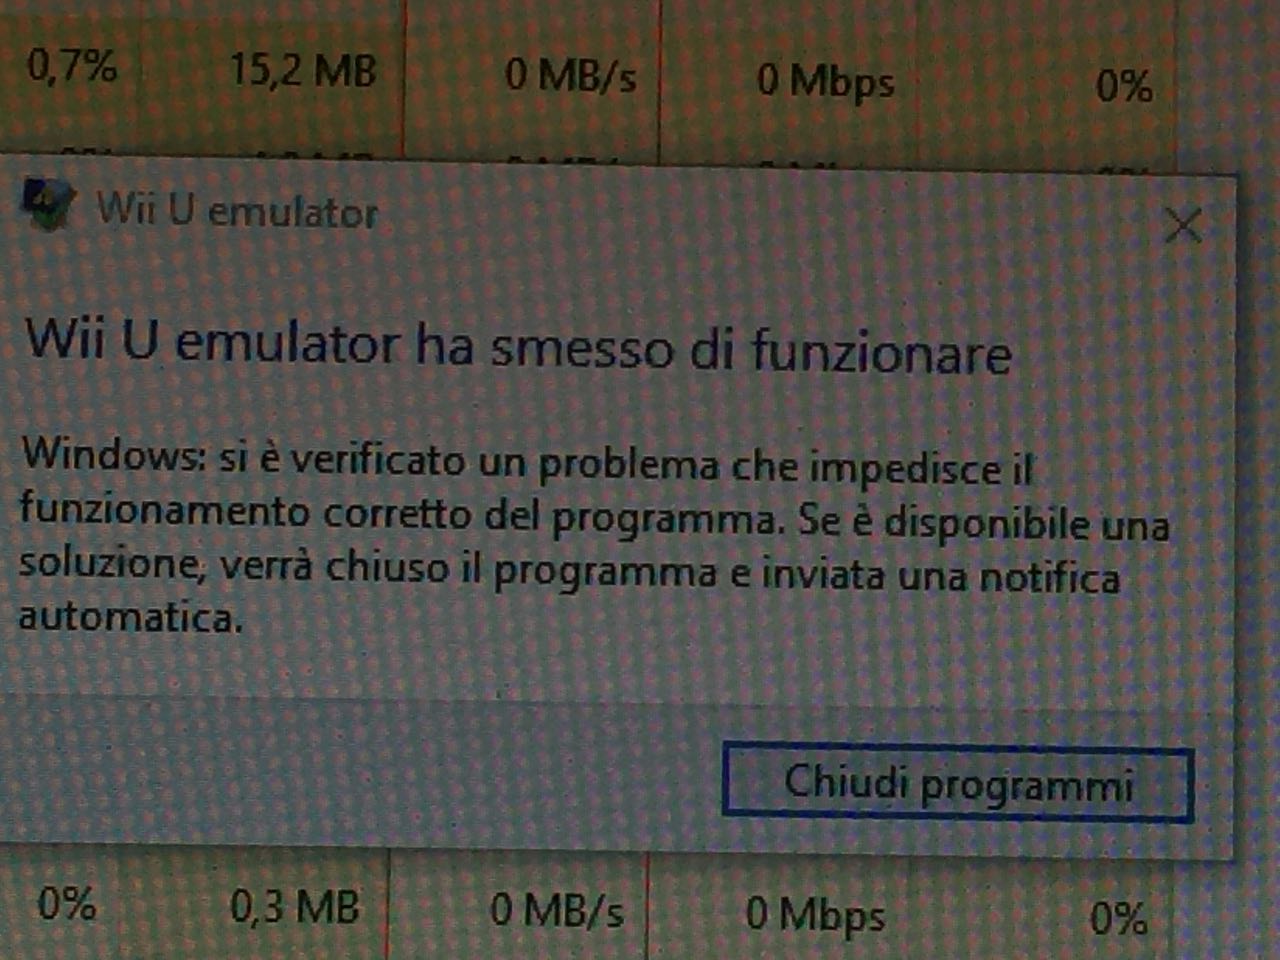 0,7% 15,2 MB 0 MB/s 0 Mbps 0%
Wii U emulator
Wii U emulator ha smesso di funzionare
Windows: si è verificato un problema che impedisce il
funzionamento corretto del programma. Se è disponibile una
soluzione, verrà chiuso il programma e inviata una notifica
automatica.
Chiudi programmi
0% 0,3 MB 0 MB/s 0 Mbps 0%